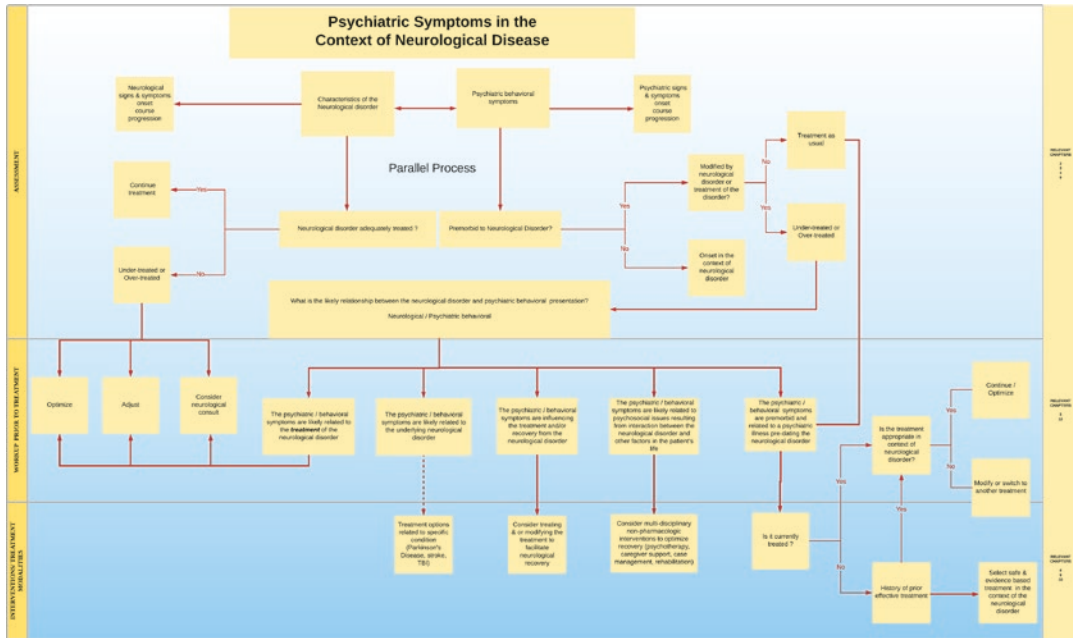 Psychiatric Symptoms in the
Context of Neurological Disease
ASSESSMENT
Neurological
signs & symptoms
onset
course
progression
Characteristics of the
Neurological disorder
Psychiatric behavioral
symptoms
Psychiatric signs
& symptoms
onset
course
progression
Parallel Process
Continue
treatment
Yes
Neurological disorder adequately treated ?
Premorbid to Neurological Disorder?
Yes
No
Modified by
neurological
disorder or
treatment of the
disorder?
No
Yes
Treatment as
usual
Under-treated or
Over treated
Onset in the
context of
neurological
disorder
No
Under-treated or
Over-treated
What is the likely relationship between the neurological disorder and psychiatric behavioral presentation?
Neurological / Psychiatric behavioral
RELEVANT
CHAPTERS
WORKUP PRIOR TO TREATMENT
Optimize
Adjust
Consider
neurological
consult
The psychiatric / behavioral
symptoms are likely related to
the treatment of the
neurological disorder
The psychiatric / behavioral
symptoms are likely related to
the underlying neurological
disorder
The psychiatric / behavioral
symptoms are influencing
the treatment and/or
recovery from the
neurological disorder
The psychiatric / behavioral
symptoms are likely related to
psychosocial issues resulting
from interaction between the
neurological disorder and
other factors in the patient's
life
The psychiatric /
behavioral symptoms
are premorbid and
related to a psychiatric
illness pre-dating the
neurological disorder
Is the treatment
appropriate in
context of
neurological
disorder?
Yes
No
Continue /
Optimize
Modify or switch to
another treatment
RELEVANT
CHAPTERS
INTERVENTIONS/TREATMENT
MODALITIES
Treatment options
related to specific
condition
(Parkinson's
Disease, stroke,
TBI)
Consider treating
& or modifying the
treatment to
facilitate
neurological
recovery
Consider multi-disciplinary
non-pharmacologic
interventions to optimize
recovery (psychotherapy,
caregiver support, case
management, rehabilitation)
Is it currently
treated ?
Yes
No
Yes
History of prior
effective treatment
Select safe &
evidence based
treatment in the
context of the
neurological
disorder
RELEVANT
CHAPTERS